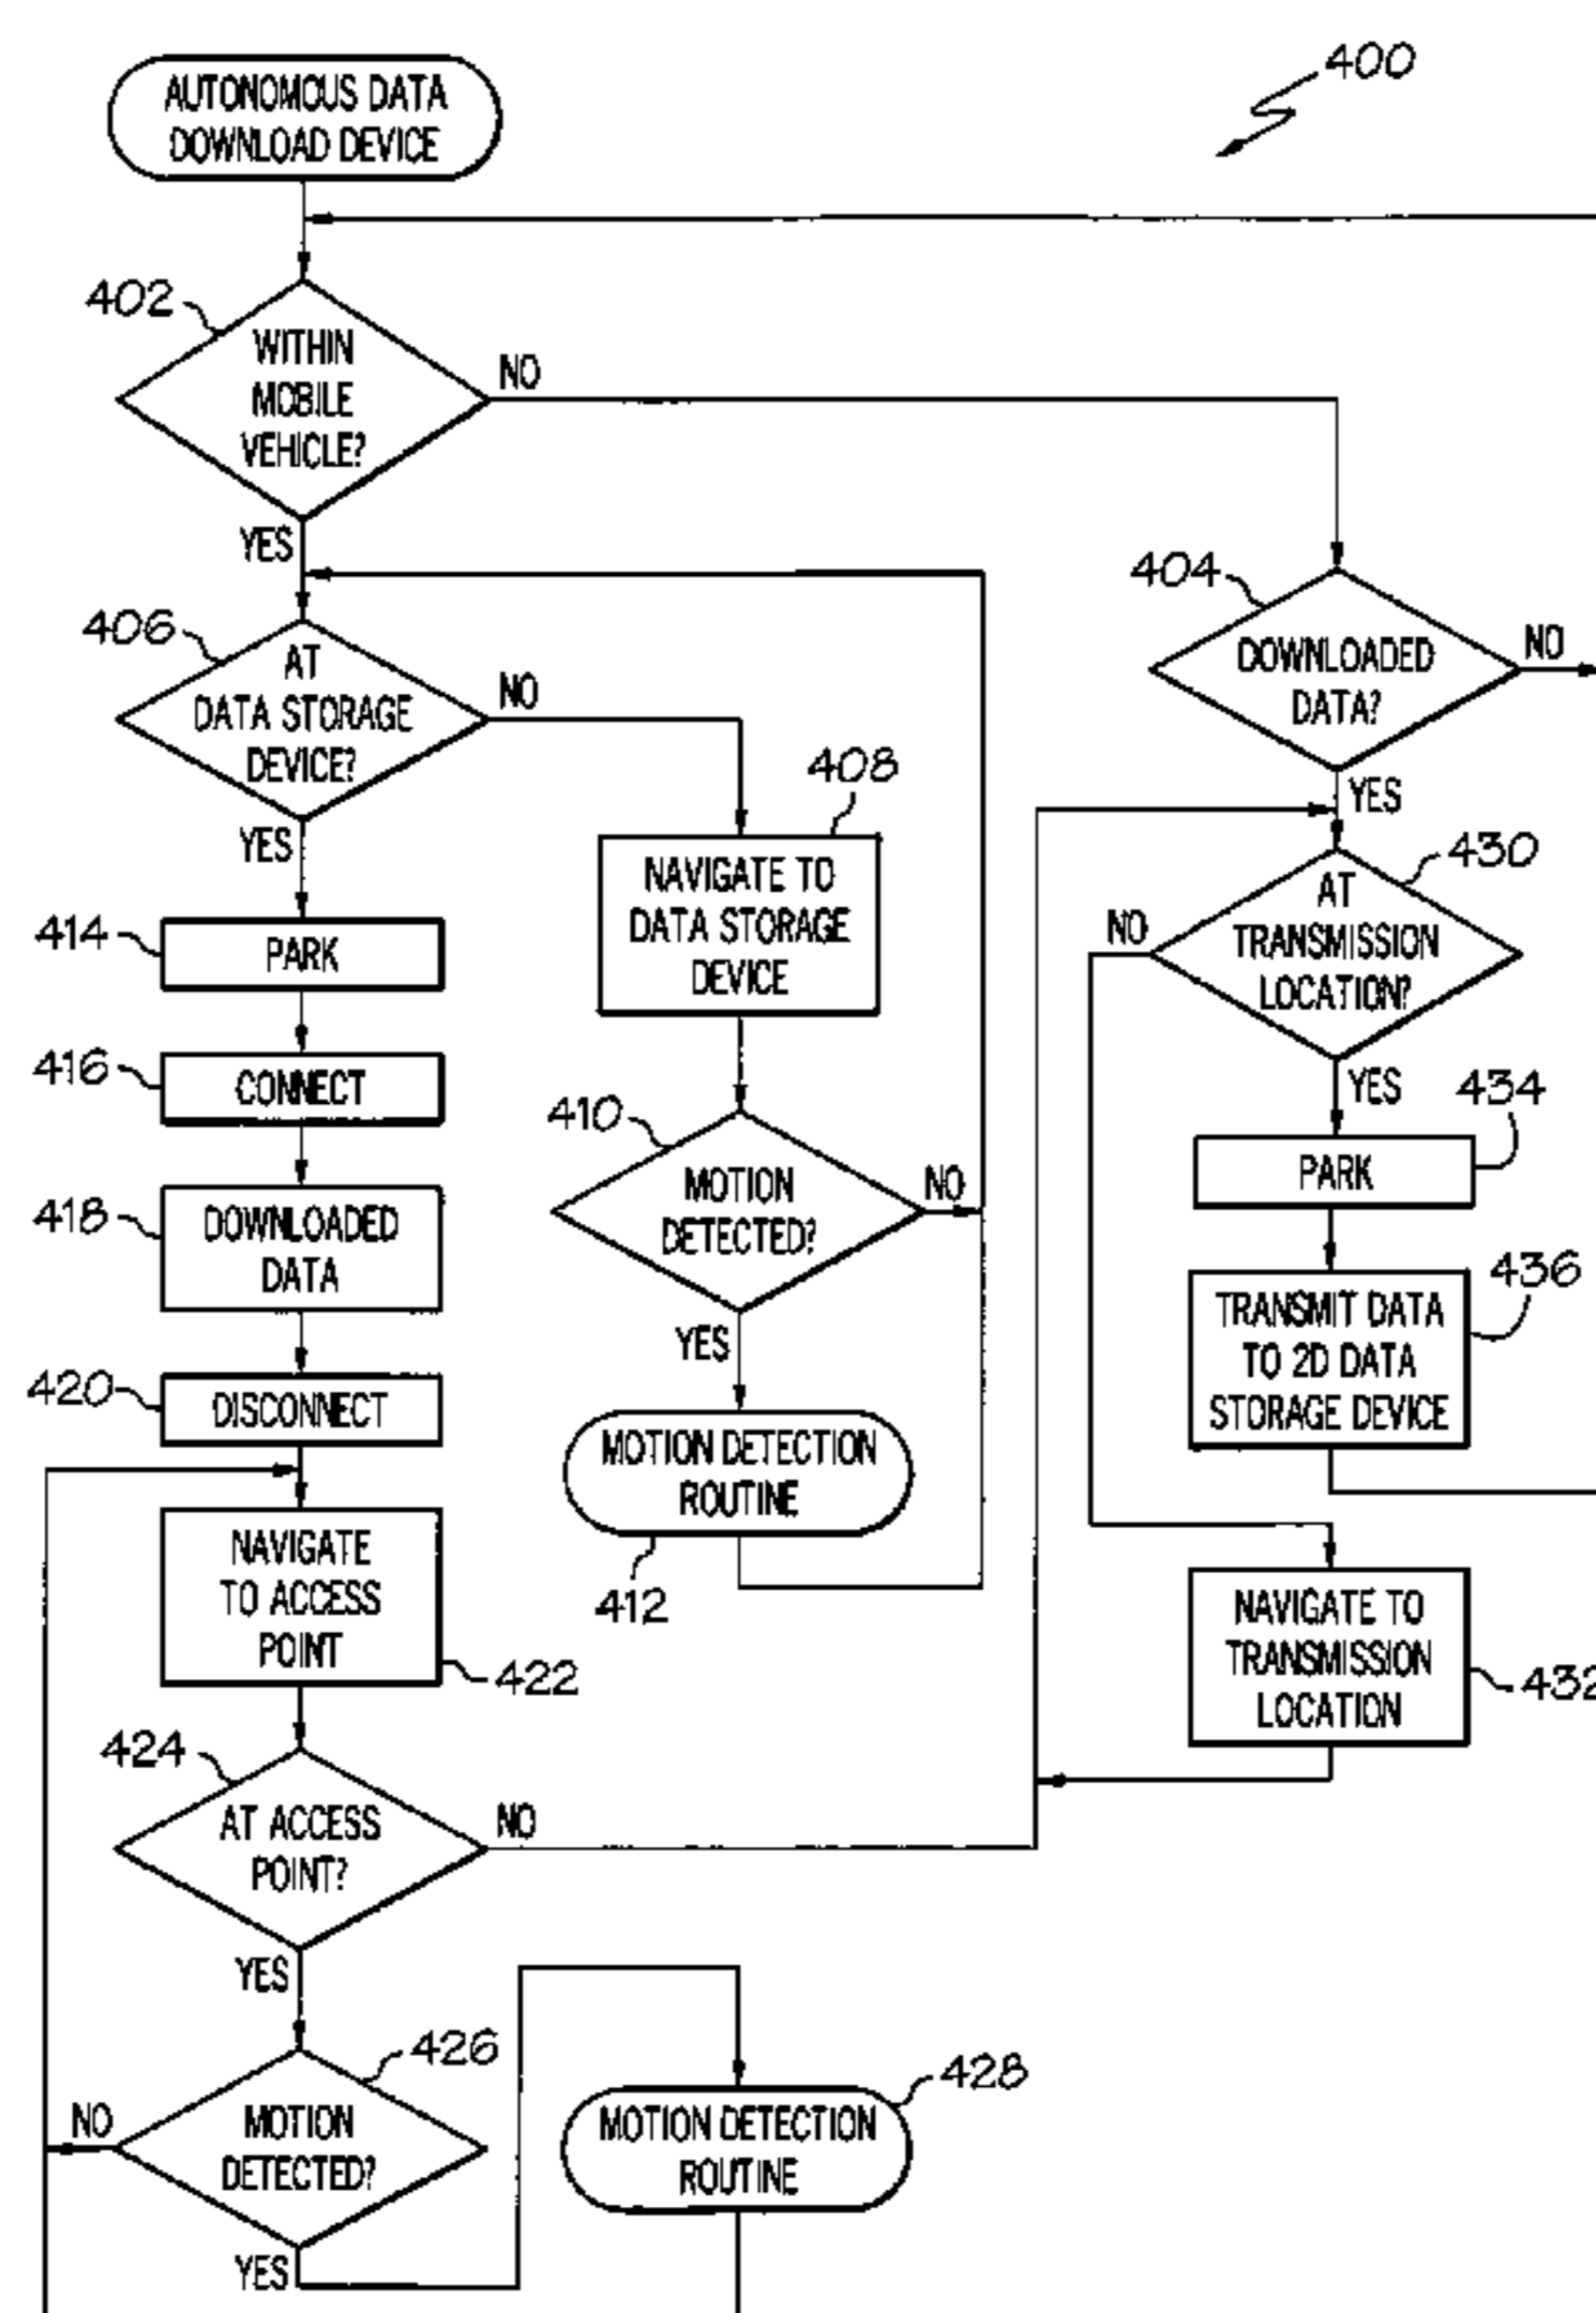 400
AUTONOMOUS DATA
DOWNLOAD DEVICE
402
WITHIN
MOBILE
VEHICLE?
NO
YES
404
DOWNLOADED
DATA?
NO
YES
406
AT
DATA STORAGE
DEVICE?
NO
YES
408
NAVIGATE TO
DATA STORAGE
DEVICE
430
AT
TRANSMISSION
LOCATION?
NO
YES
414
PARK
416
CONNECT
410
MOTION
DETECTED?
NO
YES
434
PARK
418
DOWNLOADED
DATA
436
TRANSMIT DATA
TO 2D DATA
STORAGE DEVICE
420
DISCONNECT
MOTION DETECTION
ROUTINE
412
NAVIGATE
TO ACCESS
POINT
422
NAVIGATE TO
TRANSMISSION
LOCATION
432
424
AT ACCESS
POINT?
NO
YES
426
MOTION
DETECTED?
NO
YES
428
MOTION DETECTION
ROUTINE